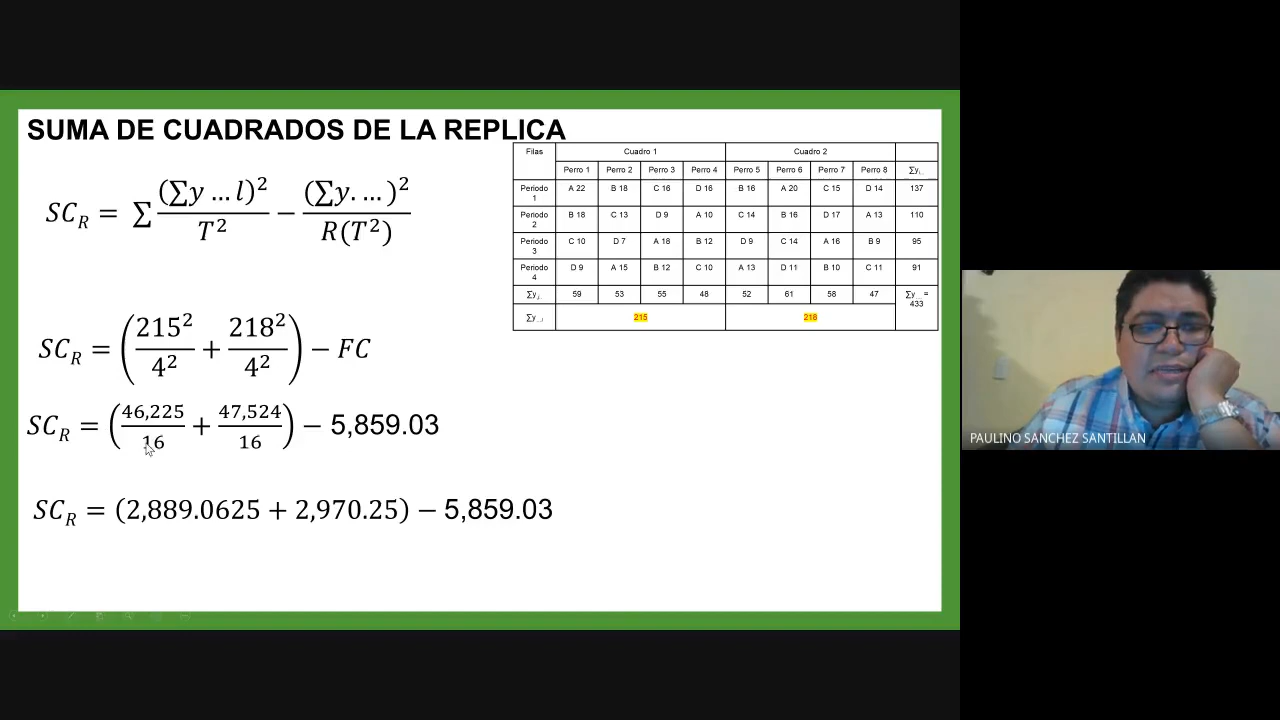 SUMA DE CUADRADOS DE LA REPLICA
SC_R = ∑ (∑y … l)² / T² − (∑y. … )² / R(T²)
SC_R = (215² / 4² + 218² / 4²) − FC
SC_R = (46,225 / 16 + 47,524 / 16) − 5,859.03
SC_R = (2,889.0625 + 2,970.25) − 5,859.03
Filas Cuadro 1 Cuadro 2
Perro 1 Perro 2 Perro 3 Perro 4 Perro 5 Perro 6 Perro 7 Perro 8 ∑yᵢ...
Periodo 1 A 22 B 18 C 16 D 16 B 16 A 20 C 15 D 14 137
Periodo 2 B 18 C 13 D 9 A 10 C 14 B 16 D 17 A 13 110
Periodo 3 C 10 D 7 A 18 B 12 D 9 C 14 A 16 B 9 95
Periodo 4 D 9 A 15 B 12 C 10 A 13 D 11 B 10 C 11 91
∑y.j.. 59 53 55 48 52 61 58 47 ∑y.... = 433
∑y...l 215 218
PAULINO SANCHEZ SANTILLAN